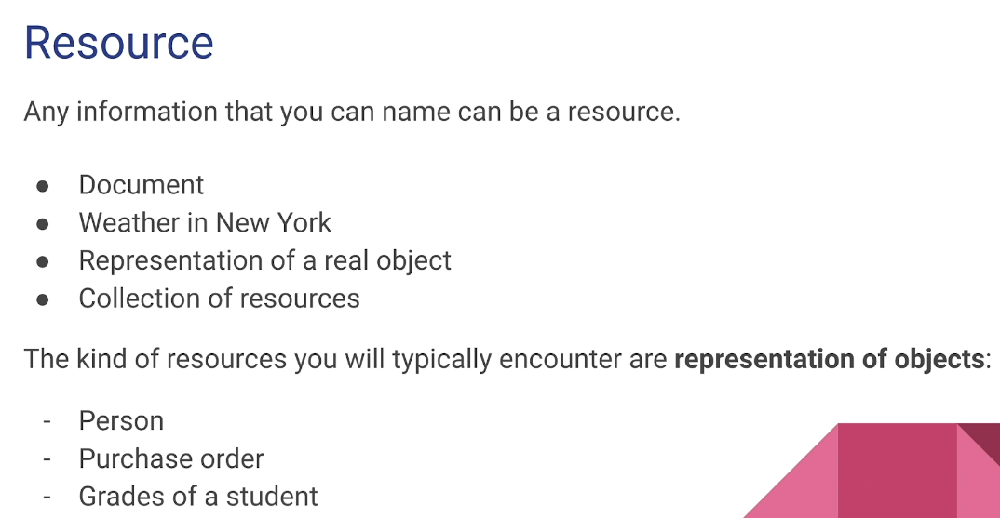 Resource
Any information that you can name can be a resource.
● Document
● Weather in New York
● Representation of a real object
● Collection of resources
The kind of resources you will typically encounter are representation of objects:
- Person
- Purchase order
- Grades of a student